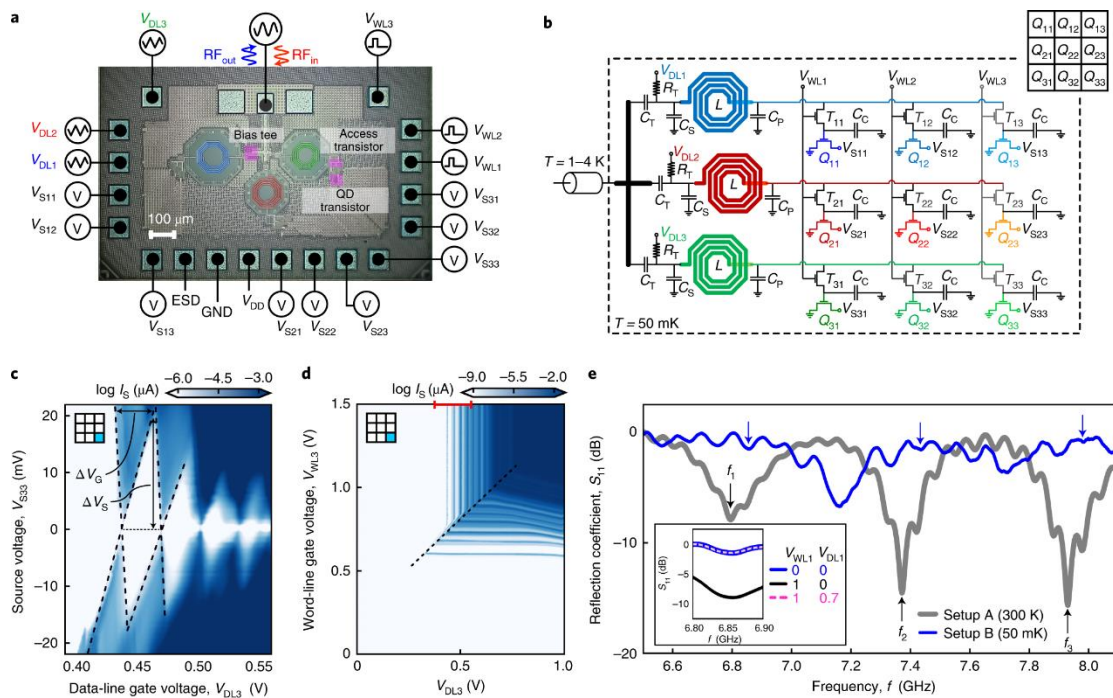 a
V_DL3
V_WL3
RF_out
RF_in
V_DL2
V_DL1
V_S11
V_S12
Bias tee
Access
transistor
QD
transistor
100 μm
V_WL2
V_WL1
V_S31
V_S32
V_S33
V_S13
ESD
GND
V_DD
V_S21
V_S22
V_S23
b
Q11 Q12 Q13
Q21 Q22 Q23
Q31 Q32 Q33
V_DL1
R_T
C_T
C_S
L
C_P
V_WL1 V_WL2 V_WL3
T11 C_C T12 C_C T13 C_C
Q11 V_S11 Q12 V_S12 Q13 V_S13
T = 1–4 K
V_DL2
R_T
C_T
C_S
L
C_P
T21 C_C T22 C_C T23 C_C
Q21 V_S21 Q22 V_S22 Q23 V_S23
V_DL3
R_T
C_T
C_S
L
C_P
T31 C_C T32 C_C T33 C_C
Q31 V_S31 Q32 V_S32 Q33 V_S33
T = 50 mK
c
log I_S (μA)
−6.0 −4.5 −3.0
Source voltage, V_S33 (mV)
20
10
0
−10
−20
ΔV_G
ΔV_S
0.40 0.45 0.50 0.55
Data-line gate voltage, V_DL3 (V)
d
log I_S (μA)
−9.0 −5.5 −2.0
Word-line gate voltage, V_WL3 (V)
1.5
1.0
0.5
0
0 0.5 1.0
V_DL3 (V)
e
Reflection coefficient, S11 (dB)
0
−10
−20
f1
f2
f3
S11 (dB)
0
−5
−10
6.80 6.85 6.90
f (GHz)
V_WL1 V_DL1
0 0
1 0
1 0.7
Setup A (300 K)
Setup B (50 mK)
6.6 6.8 7.0 7.2 7.4 7.6 7.8 8.0
Frequency, f (GHz)